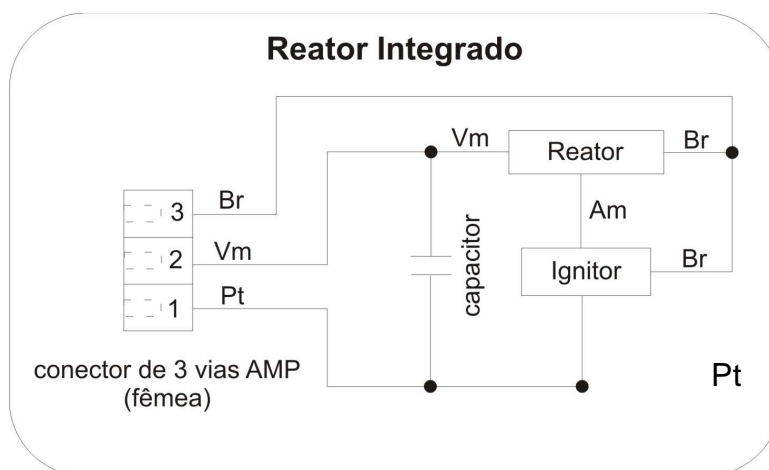 Reator Integrado
Vm
Reator
Br
3
Br
Am
2
Vm
capacitor
Ignitor
Br
1
Pt
conector de 3 vias AMP
(fêmea)
Pt